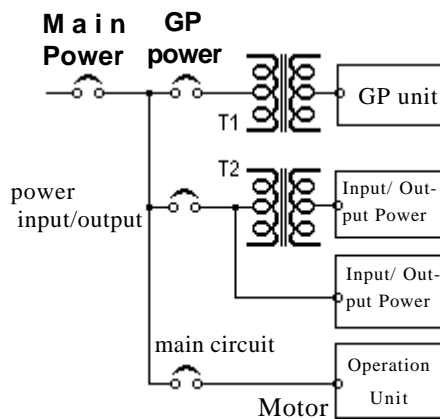 Main
Power
GP
power
T1
GP unit
T2
power
input/output
Input/ Out-
put Power
Input/ Out-
put Power
main circuit
Operation
Unit
Motor